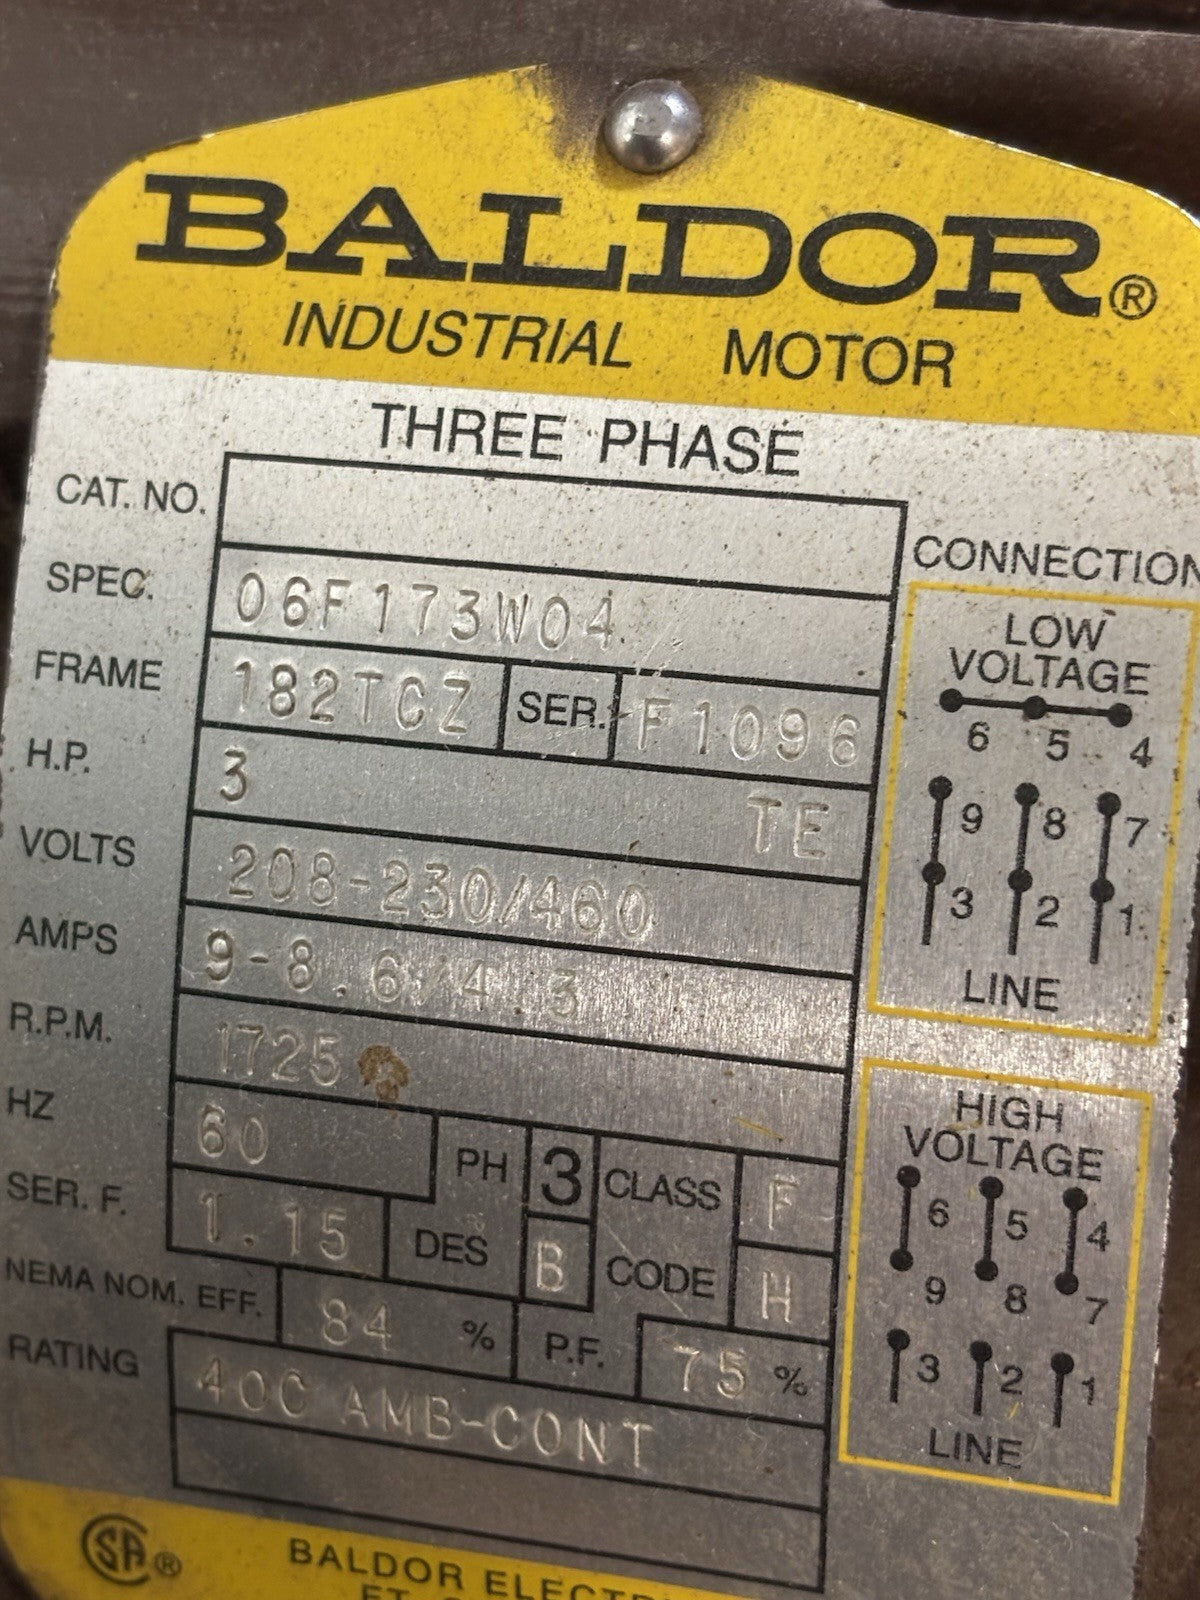 BALDOR®
INDUSTRIAL MOTOR
THREE PHASE
CAT. NO.
SPEC. 06F173W04
FRAME 182TCZ SER. F1096
H.P. 3 TE
VOLTS 208-230/460
AMPS 9-8.6/4.3
R.P.M. 1725
HZ 60 PH 3 CLASS F
SER. F. 1.15 DES B CODE H
NEMA NOM. EFF. 84 % P.F. 75 %
RATING 40C AMB-CONT
CONNECTION
LOW
VOLTAGE
6 5 4
9 8 7
3 2 1
LINE
HIGH
VOLTAGE
6 5 4
9 8 7
3 2 1
LINE
SA®
BALDOR